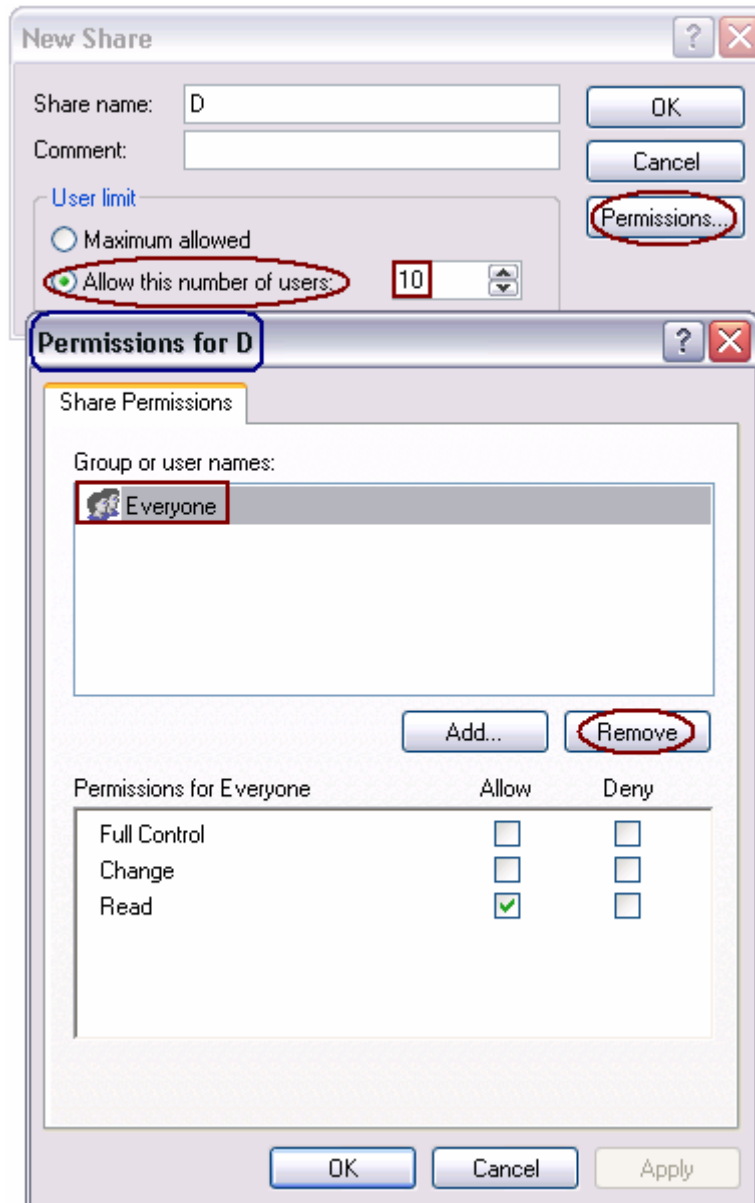 New Share
Share name: D OK
Comment: Cancel
User limit Permissions...
Maximum allowed
Allow this number of users: 10
Permissions for D
Share Permissions
Group or user names:
Everyone
Add... Remove
Permissions for Everyone Allow Deny
Full Control
Change
Read
OK Cancel Apply